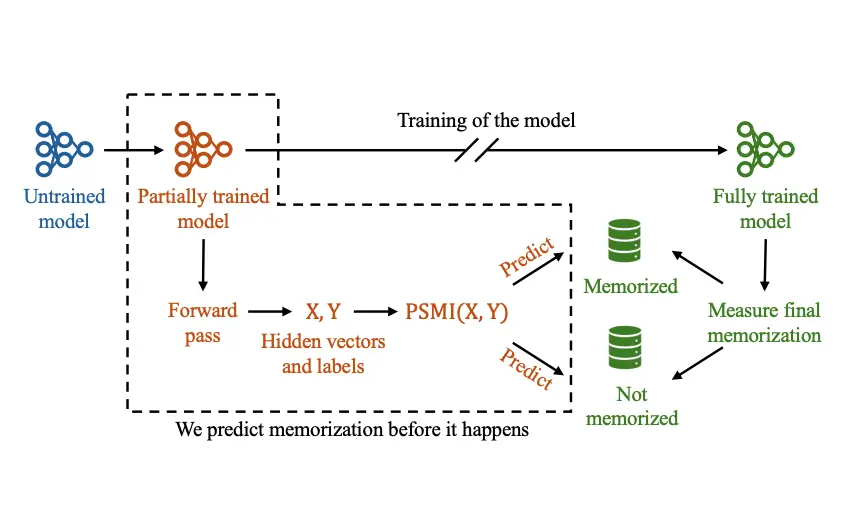 Training of the model
Untrained
model
Partially trained
model
Fully trained
model
Predict
Memorized
Forward
pass
X, Y
PSMI(X, Y)
Hidden vectors
and labels
Measure final
memorization
Predict
Not
memorized
We predict memorization before it happens